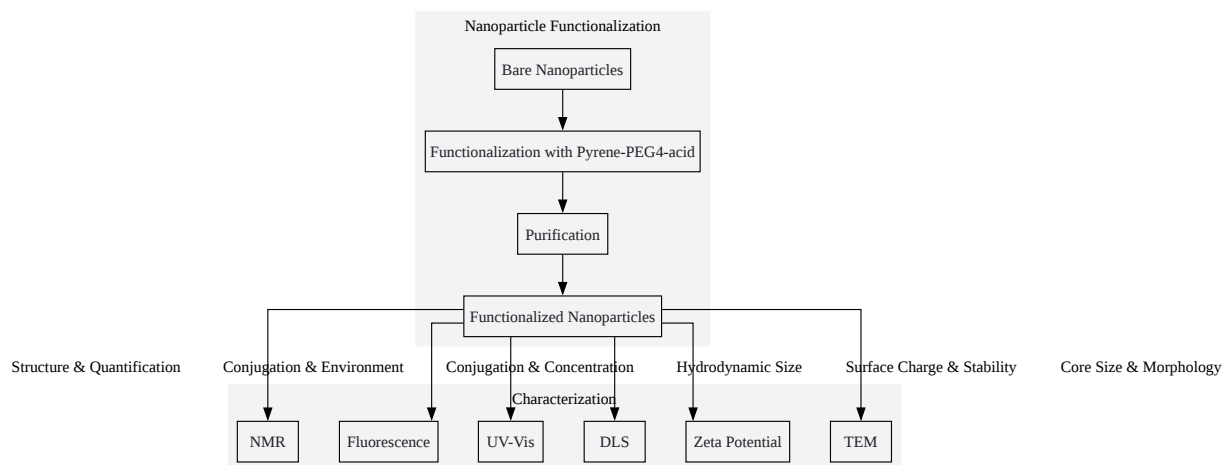 Nanoparticle Functionalization
Bare Nanoparticles
Functionalization with Pyrene-PEG4-acid
Purification
Functionalized Nanoparticles
Structure & Quantification
Conjugation & Environment
Conjugation & Concentration
Hydrodynamic Size
Surface Charge & Stability
Core Size & Morphology
Characterization
NMR
Fluorescence
UV-Vis
DLS
Zeta Potential
TEM